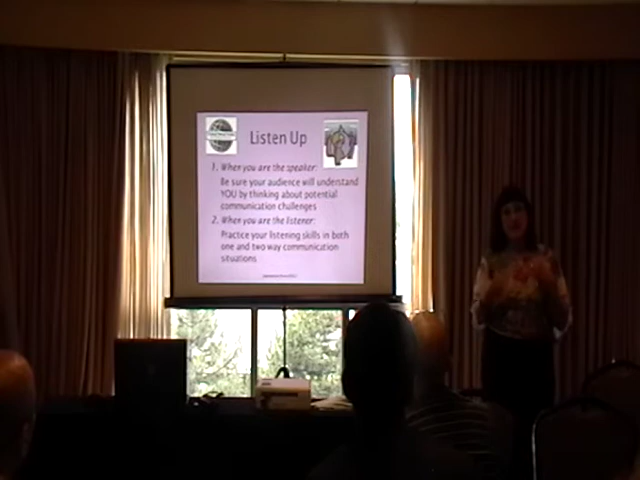 Listen Up
1. When you are the speaker:
Be sure your audience will understand
YOU by thinking about potential
communication challenges
2. When you are the listener:
Practice your listening skills in both
one and two way communication
situations